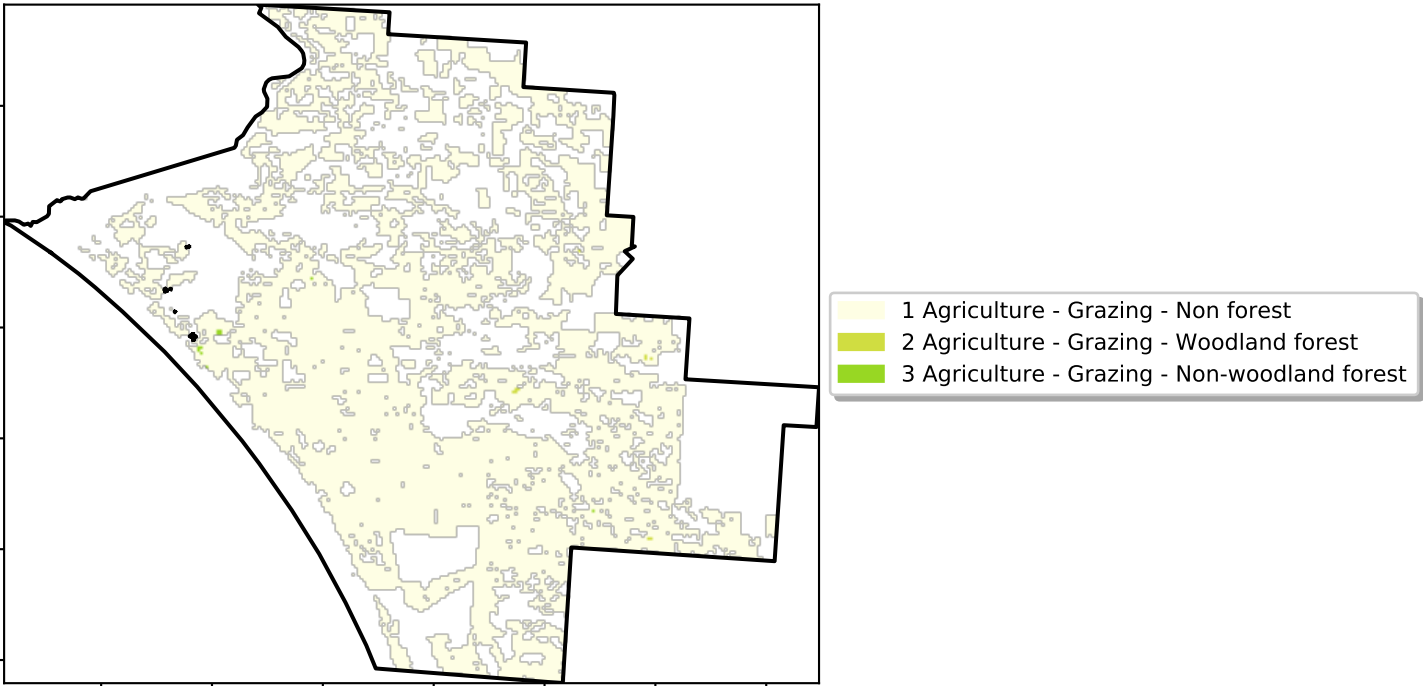 1 Agriculture - Grazing - Non forest
2 Agriculture - Grazing - Woodland forest
3 Agriculture - Grazing - Non-woodland forest